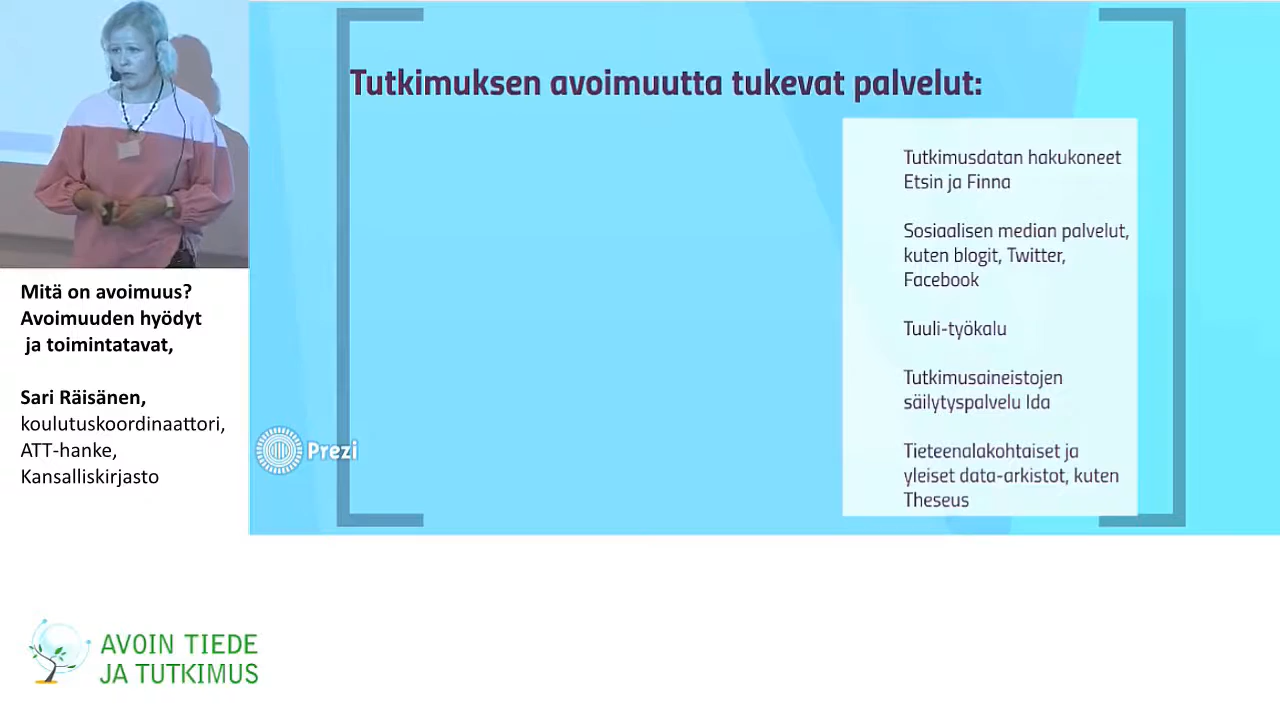 Tutkimuksen avoimuutta tukevat palvelut:
Tutkimusdatan hakukoneet
Etsin ja Finna
Sosiaalisen median palvelut,
kuten blogit, Twitter,
Facebook
Tuuli-työkalu
Tutkimusaineistojen
säilytyspalvelu Ida
Tieteenalakohtaiset ja
yleiset data-arkistot, kuten
Theseus
Prezi
Mitä on avoimuus?
Avoimuuden hyödyt
ja toimintatavat,
Sari Räisänen,
koulutuskoordinaattori,
ATT-hanke,
Kansalliskirjasto
AVOIN TIEDE
JA TUTKIMUS